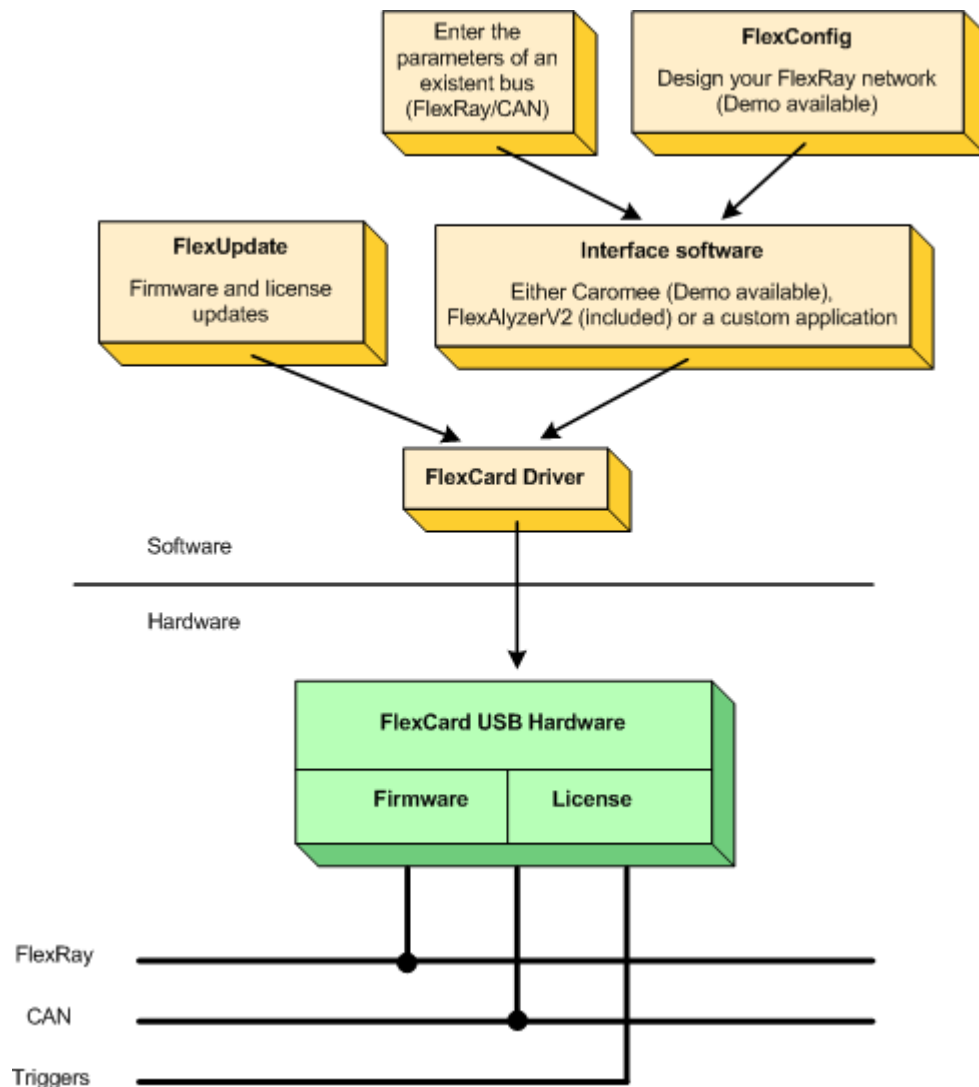 Enter the
parameters of an
existent bus
(FlexRay/CAN)
FlexConfig
Design your FlexRay network
(Demo available)
FlexUpdate
Firmware and license
updates
Interface software
Either Caromee (Demo available),
FlexAlyzerV2 (included) or a custom application
FlexCard Driver
Software
Hardware
FlexCard USB Hardware
Firmware
License
FlexRay
CAN
Triggers